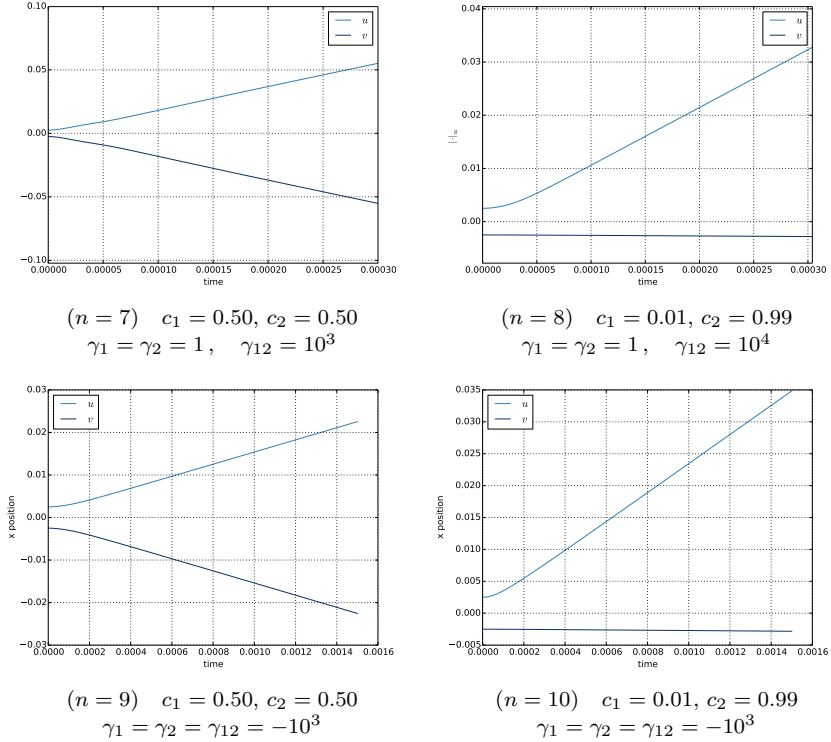 0.10
0.05
0.00
−0.05
−0.10
u
v
0.00000 0.00005 0.00010 0.00015 0.00020 0.00025 0.00030
time
(n = 7) c₁ = 0.50, c₂ = 0.50
γ₁ = γ₂ = 1 , γ₁₂ = 10³
0.04
0.03
0.02
0.01
0.00
|·|∞
u
v
0.00000 0.00005 0.00010 0.00015 0.00020 0.00025 0.00030
time
(n = 8) c₁ = 0.01, c₂ = 0.99
γ₁ = γ₂ = 1 , γ₁₂ = 10⁴
0.03
0.02
0.01
0.00
−0.01
−0.02
−0.03
x position
u
v
0.0000 0.0002 0.0004 0.0006 0.0008 0.0010 0.0012 0.0014 0.0016
time
(n = 9) c₁ = 0.50, c₂ = 0.50
γ₁ = γ₂ = γ₁₂ = −10³
0.035
0.030
0.025
0.020
0.015
0.010
0.005
0.000
−0.005
x position
u
v
0.0000 0.0002 0.0004 0.0006 0.0008 0.0010 0.0012 0.0014 0.0016
time
(n = 10) c₁ = 0.01, c₂ = 0.99
γ₁ = γ₂ = γ₁₂ = −10³